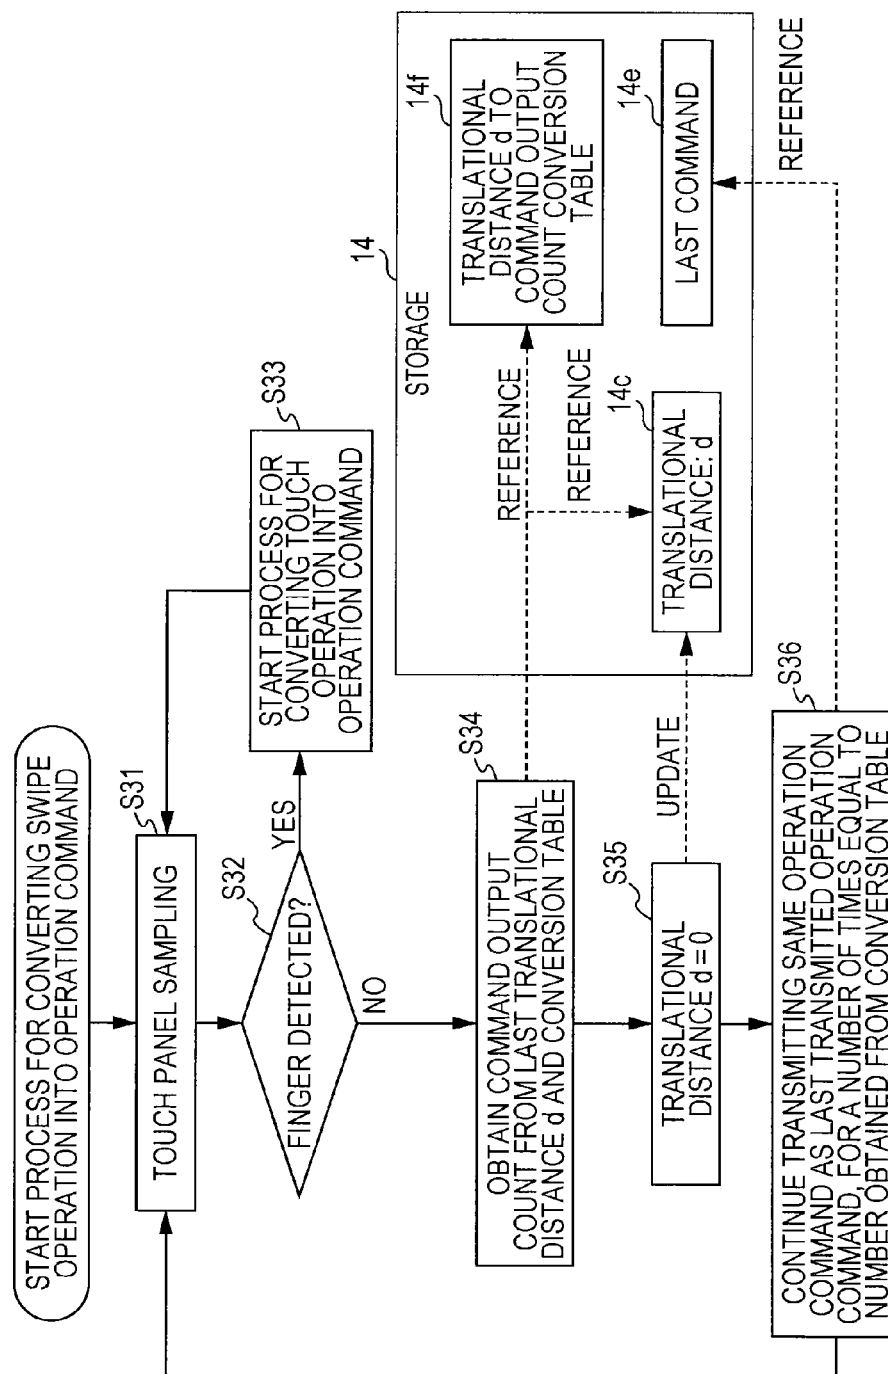 START PROCESS FOR CONVERTING SWIPE
OPERATION INTO OPERATION COMMAND
S31
TOUCH PANEL SAMPLING
S32
FINGER DETECTED?
YES
NO
S33
START PROCESS FOR
CONVERTING TOUCH
OPERATION INTO
OPERATION COMMAND
S34
OBTAIN COMMAND OUTPUT
COUNT FROM LAST TRANSLATIONAL
DISTANCE d AND CONVERSION TABLE
S35
TRANSLATIONAL
DISTANCE d = 0
UPDATE
S36
CONTINUE TRANSMITTING SAME OPERATION
COMMAND AS LAST TRANSMITTED OPERATION
COMMAND, FOR A NUMBER OF TIMES EQUAL TO
NUMBER OBTAINED FROM CONVERSION TABLE
14
STORAGE
REFERENCE
REFERENCE
14f
TRANSLATIONAL
DISTANCE d TO
COMMAND OUTPUT
COUNT CONVERSION
TABLE
14c
TRANSLATIONAL
DISTANCE: d
14e
LAST COMMAND
REFERENCE